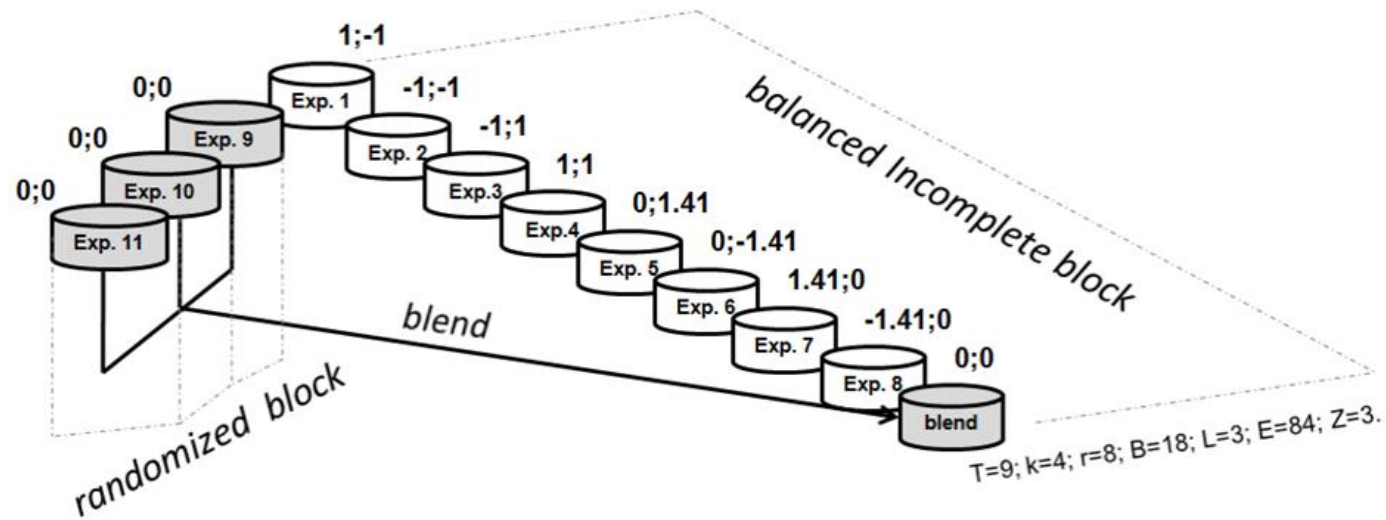 1;-1
Exp. 1
0;0
Exp. 9
-1;-1
Exp. 2
0;0
Exp. 10
-1;1
Exp.3
0;0
Exp. 11
1;1
Exp.4
0;1.41
Exp. 5
0;-1.41
Exp. 6
1.41;0
Exp. 7
-1.41;0
Exp. 8
0;0
blend
blend
randomized block
balanced Incomplete block
T=9; k=4; r=8; B=18; L=3; E=84; Z=3.